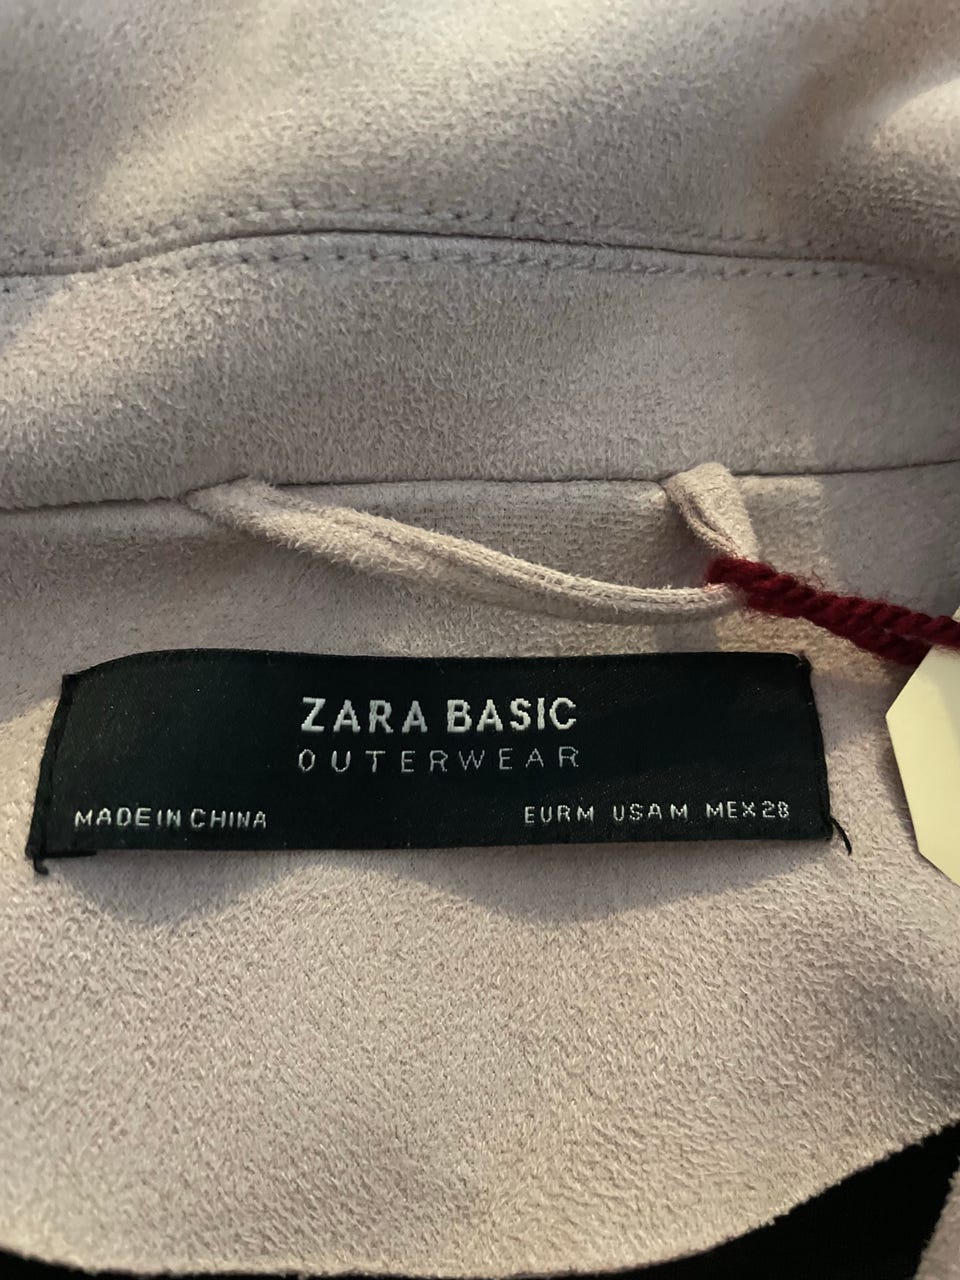 ZARA BASIC
OUTERWEAR
MADE IN CHINA
EUR M USA M MEX 28